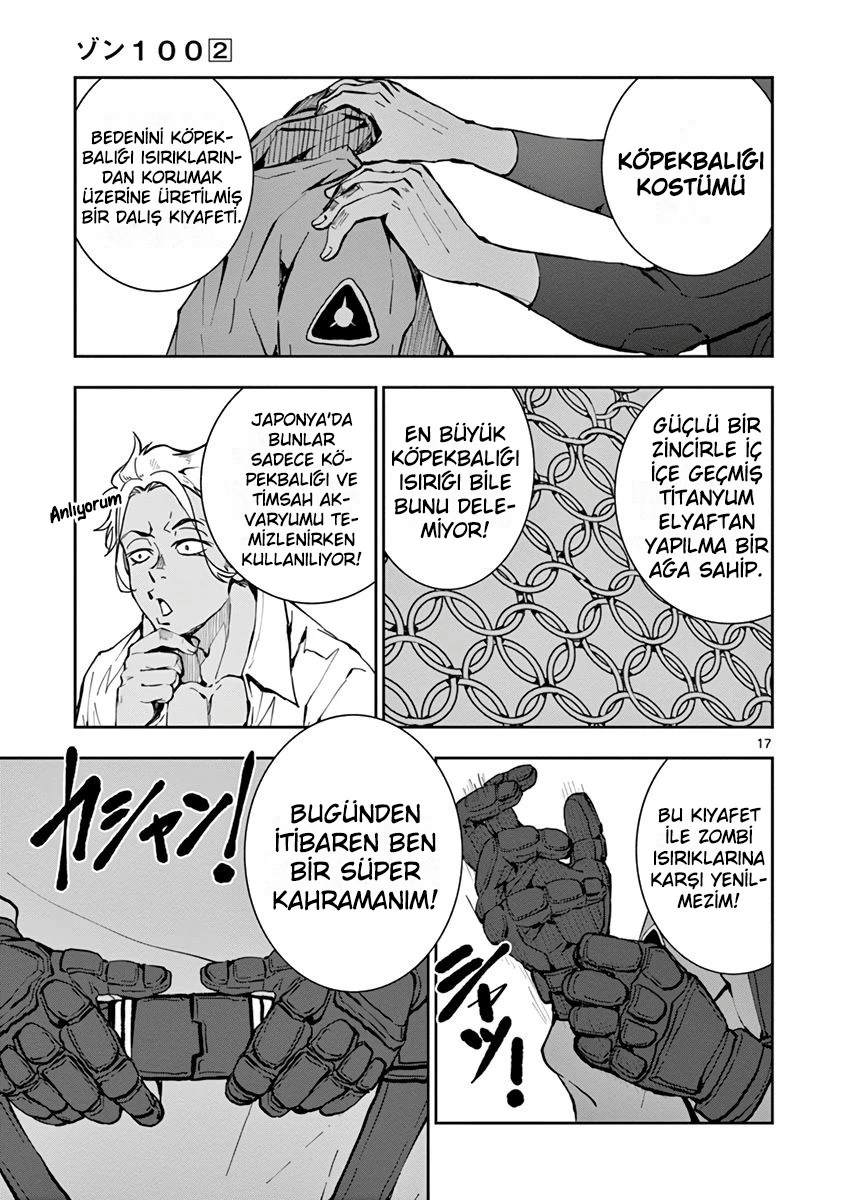 ゾン100 2
KÖPEKBALIĞI
KOSTÜMÜ
BEDENİNİ KÖPEK-
BALIĞI ISIRIKLARIN-
DAN KORUMAK
ÜZERİNE ÜRETİLMİŞ
BİR DALIŞ KIYAFETİ.
GÜÇLÜ BİR
ZİNCİRLE İÇ
İÇE GEÇMİŞ
TİTANYUM
ELYAFTAN
YAPILMA BİR
AĞA SAHİP.
EN BÜYÜK
KÖPEKBALIĞI
ISIRIĞI BİLE
BUNU DELE-
MİYOR!
JAPONYA'DA
BUNLAR
SADECE KÖ-
PEKBALIĞI VE
TİMSAH AK-
VARYUMU TE-
MİZLENİRKEN
KULLANILIYOR!
Anlıyorum
17
BU KIYAFET
İLE ZOMBİ
ISIRIKLARINA
KARŞI YENİL-
MEZİM!
シャッ!
BUGÜNDEN
İTİBAREN BEN
BİR SÜPER
KAHRAMANIM!
カシャン!